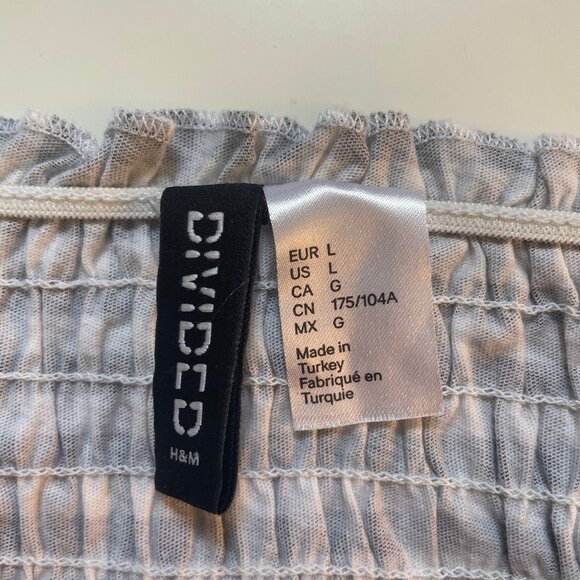 DIVIDED
H&M
EUR L
US L
CA G
CN 175/104A
MX G
Made in
Turkey
Fabriqué en
Turquie